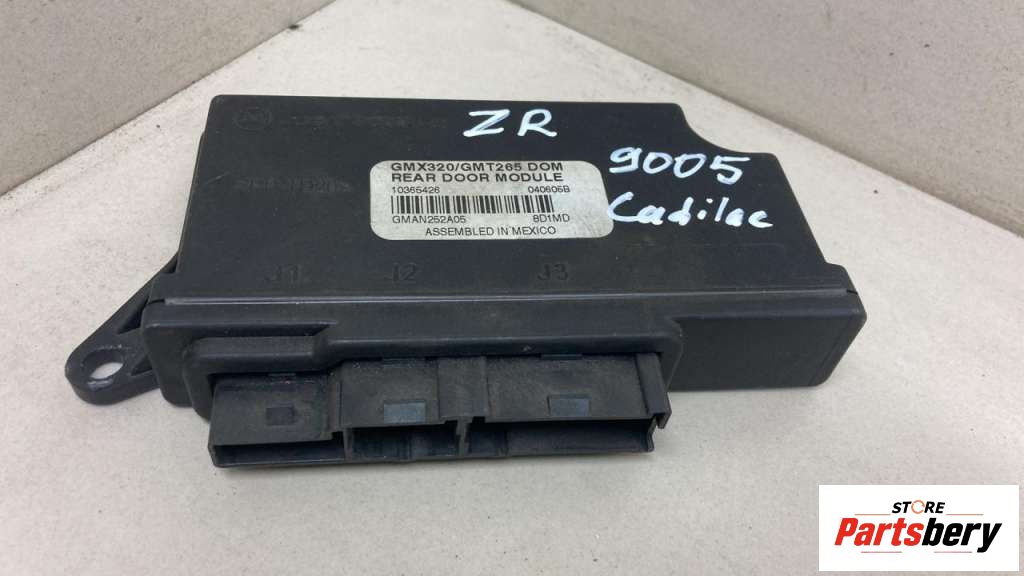 ZR
9005
Cadilac
GMX320/GMT265 DOM
REAR DOOR MODULE
10365426 040606B
GMAN252A05 8D1MD
ASSEMBLED IN MEXICO
J1 J2 J3
STORE
Partsbery